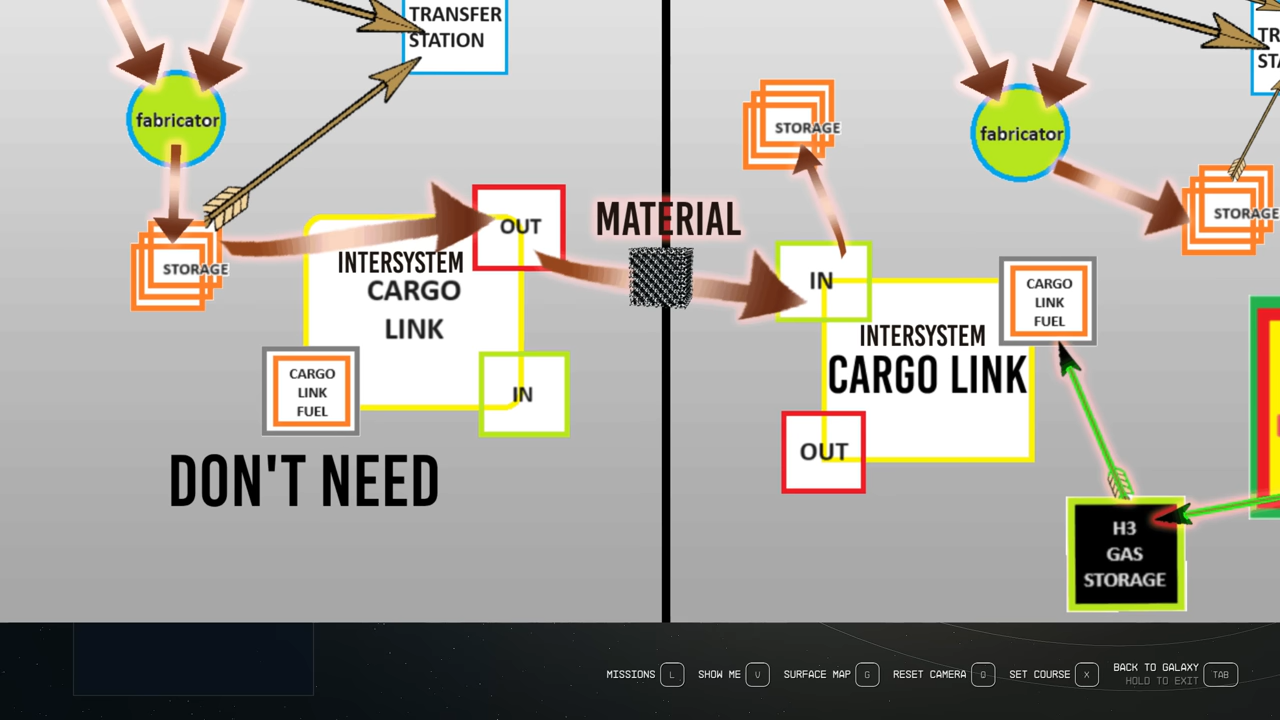 TRANSFER
STATION
fabricator
STORAGE
OUT
INTERSYSTEM
CARGO
LINK
CARGO
LINK
FUEL
IN
DON'T NEED
MATERIAL
STORAGE
fabricator
STORAGE
IN
CARGO
LINK
FUEL
INTERSYSTEM
CARGO LINK
OUT
H3
GAS
STORAGE
MISSIONS L
SHOW ME V
SURFACE MAP G
RESET CAMERA Q
SET COURSE X
BACK TO GALAXY
HOLD TO EXIT
TAB